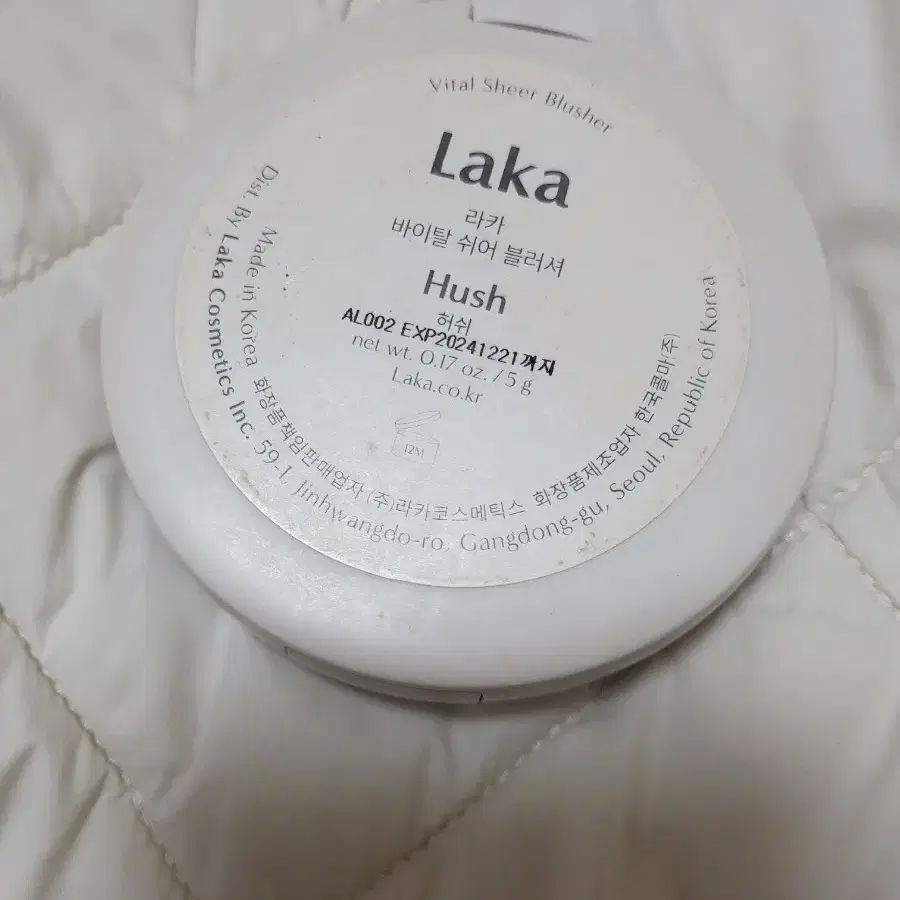 Vital Sheer Blusher
Laka
라카
바이탈 쉬어 블러셔
Hush
허쉬
AL002 EXP20241221까지
net wt. 0.17 oz. / 5 g
Laka.co.kr
12M
Made in Korea 화장품책임판매업자 (주)라카코스메틱스 화장품제조업자 한국콜마(주)
Dist. By Laka Cosmetics Inc. 59-1, Jinhwangdo-ro, Gangdong-gu, Seoul, Republic of Korea